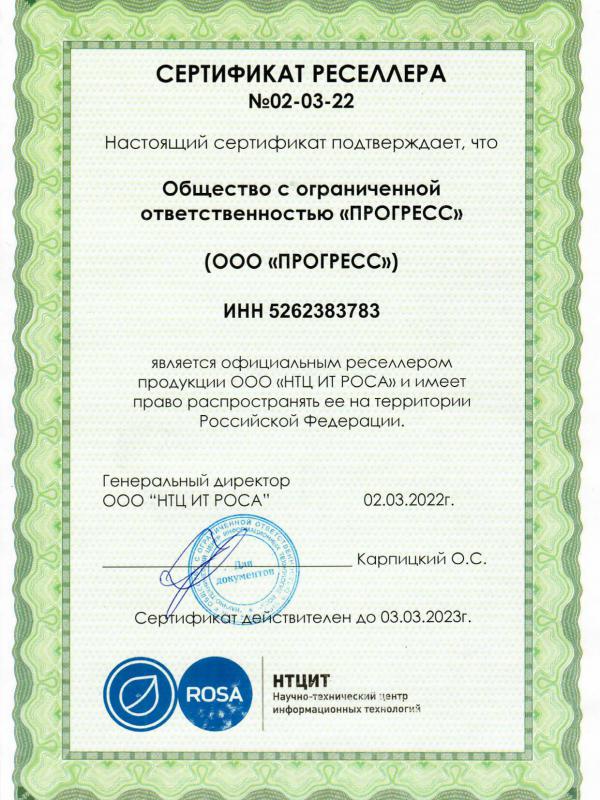 СЕРТИФИКАТ РЕСЕЛЛЕРА
№02-03-22
Настоящий сертификат подтверждает, что
Общество с ограниченной
ответственностью «ПРОГРЕСС»
(ООО «ПРОГРЕСС»)
ИНН 5262383783
является официальным реселлером
продукции ООО «НТЦ ИТ РОСА» и имеет
право распространять ее на территории
Российской Федерации.
Генеральный директор
ООО “НТЦ ИТ РОСА” 02.03.2022г.
Для
документов
Карпицкий О.С.
Сертификат действителен до 03.03.2023г.
ROSA
НТЦИТ
Научно-технический центр
информационных технологий